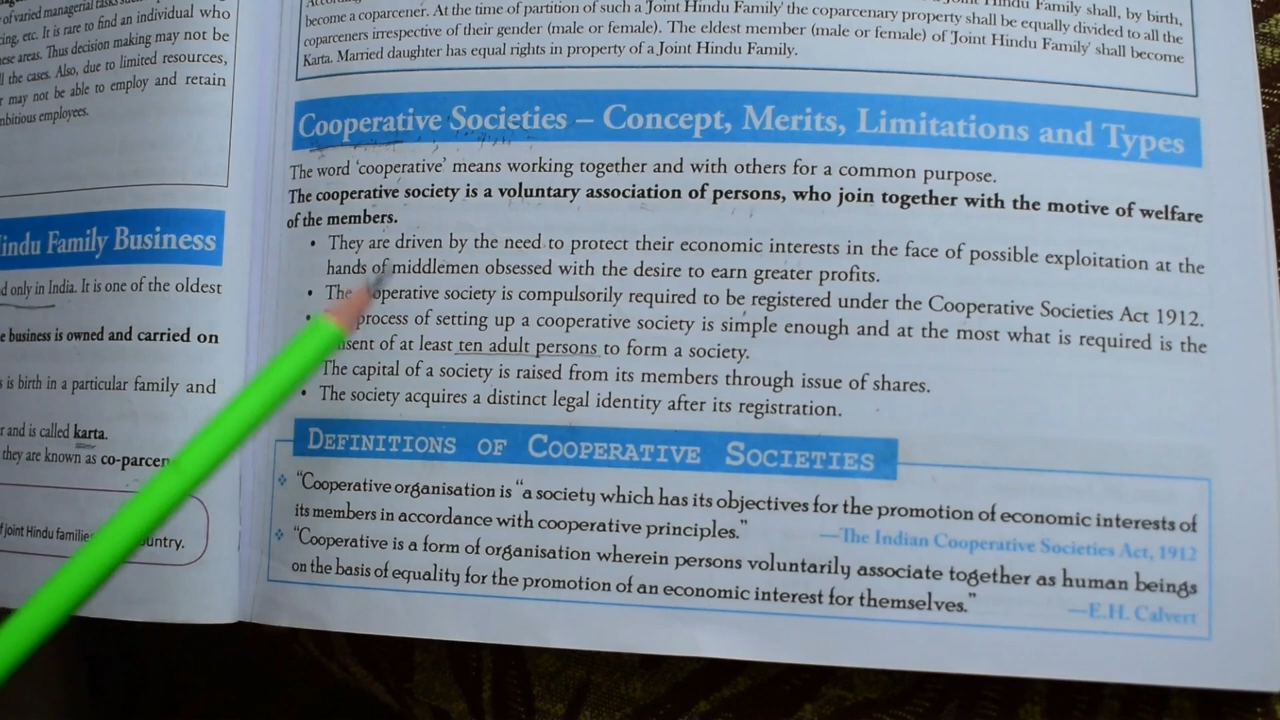 of varied managerial tasks
ing, etc. It is rare to find an individual who
these areas. Thus decision making may not be
ll the cases. Also, due to limited resources,
r may not be able to employ and retain
mbitious employees.
indu Family Business
d only in India. It is one of the oldest
e business is owned and carried on
s is birth in a particular family and
r and is called karta.
they are known as co-parcen
f joint Hindu familie untry.
Hindu Family shall, by birth,
become a coparcener. At the time of partition of such a 'Joint Hindu Family' the coparcenary property shall be equally divided to all the
coparceners irrespective of their gender (male or female). The eldest member (male or female) of 'Joint Hindu Family' shall become
Karta. Married daughter has equal rights in property of a Joint Hindu Family.
Cooperative Societies – Concept, Merits, Limitations and Types
The word 'cooperative' means working together and with others for a common purpose.
The cooperative society is a voluntary association of persons, who join together with the motive of welfare
of the members.
• They are driven by the need to protect their economic interests in the face of possible exploitation at the
hands of middlemen obsessed with the desire to earn greater profits.
• The operative society is compulsorily required to be registered under the Cooperative Societies Act 1912.
• process of setting up a cooperative society is simple enough and at the most what is required is the
sent of at least ten adult persons to form a society.
The capital of a society is raised from its members through issue of shares.
• The society acquires a distinct legal identity after its registration.
DEFINITIONS OF COOPERATIVE SOCIETIES
❖ "Cooperative organisation is "a society which has its objectives for the promotion of economic interests of
its members in accordance with cooperative principles." —The Indian Cooperative Societies Act, 1912
❖ "Cooperative is a form of organisation wherein persons voluntarily associate together as human beings
on the basis of equality for the promotion of an economic interest for themselves." —E.H. Calvert